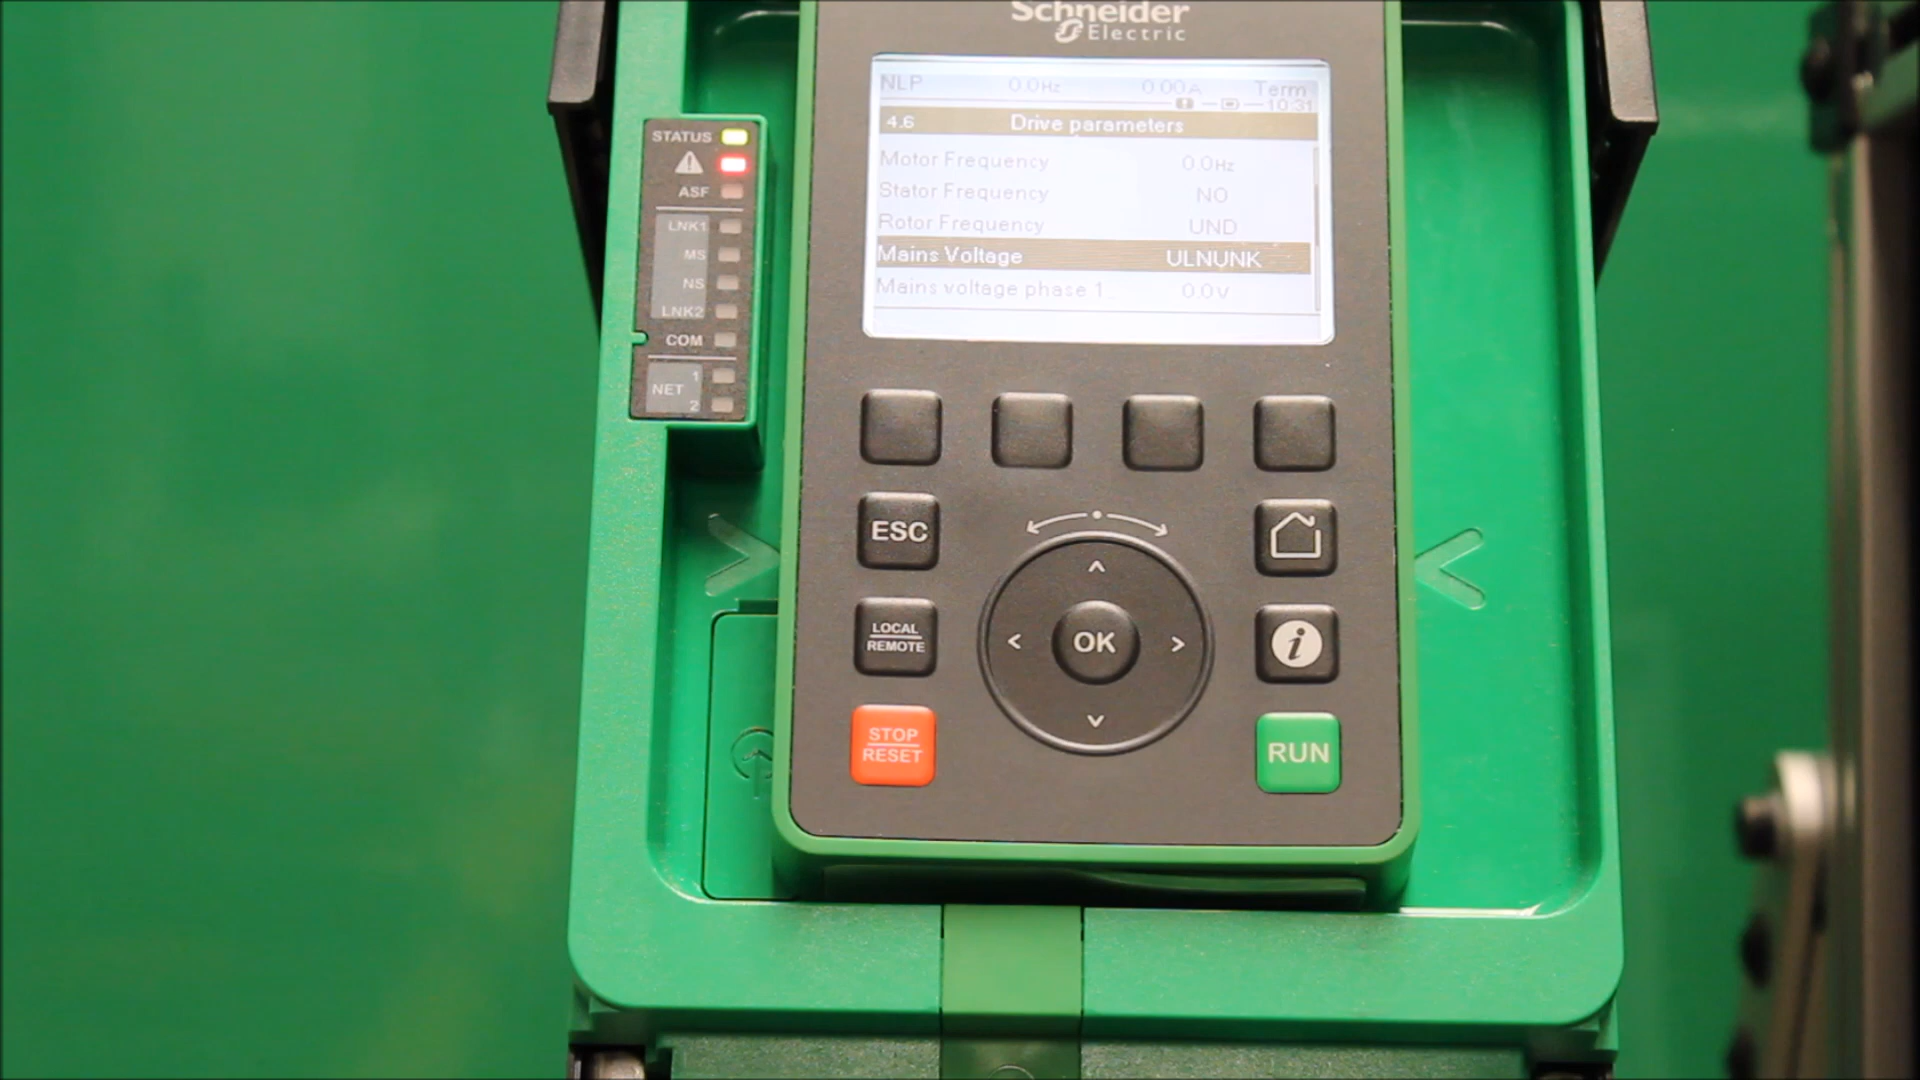 Schneider
Electric
NLP 0.0Hz 0.00A Term
10:31
4.6 Drive parameters
Motor Frequency 0.0Hz
Stator Frequency NO
Rotor Frequency UND
Mains Voltage ULNUNK
Mains voltage phase 1... 0.0V
STATUS
ASF
LNK1
MS
NS
LNK2
COM
NET 1
2
ESC
LOCAL
REMOTE
OK
i
STOP
RESET
RUN